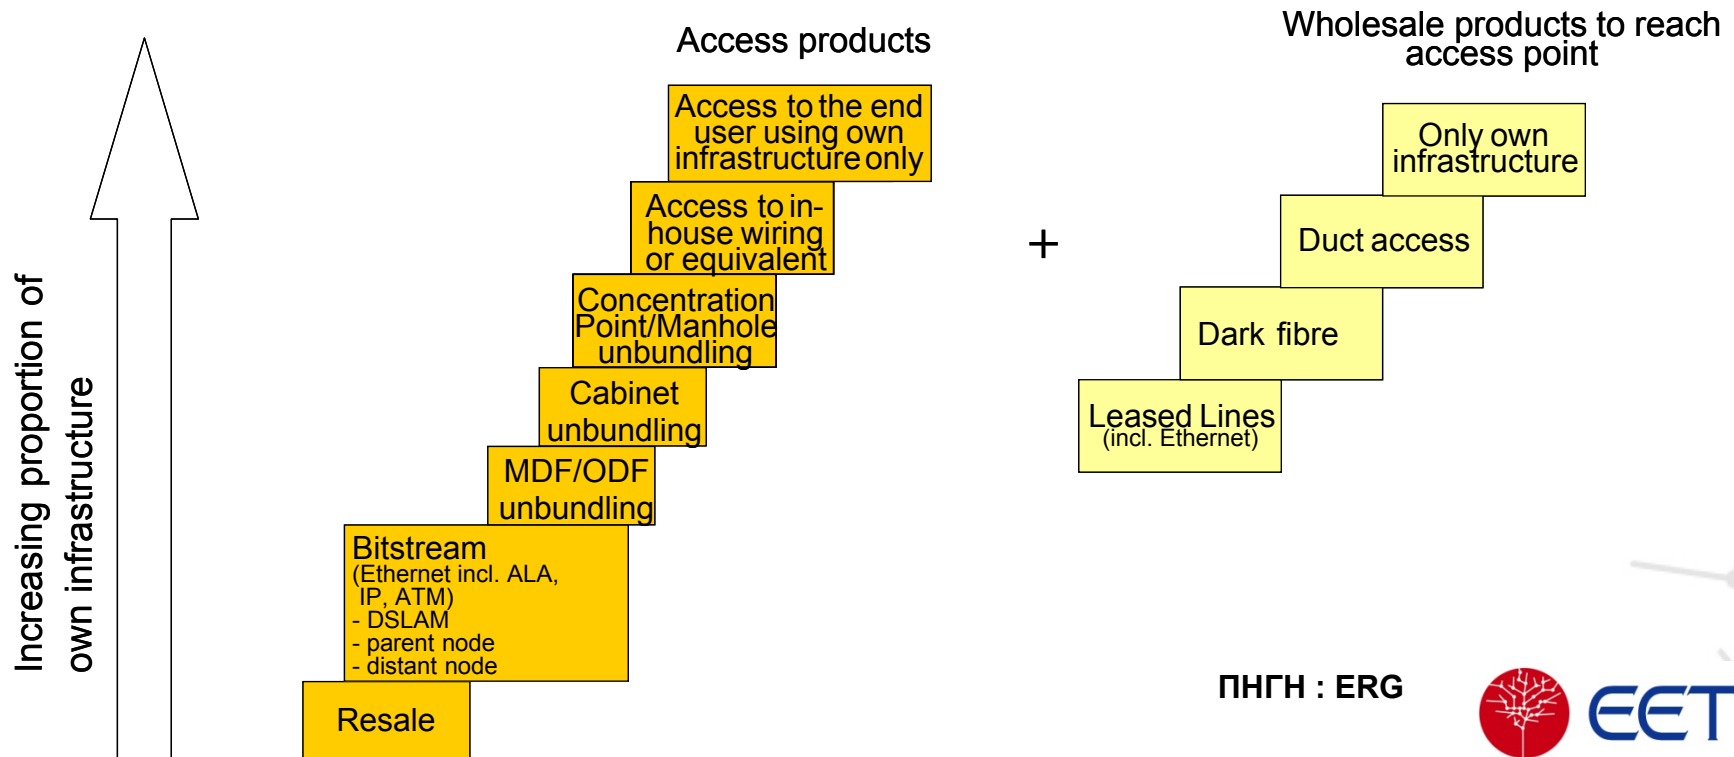 Access products
Wholesale products to reach
access point
Increasing proportion of
own infrastructure
Access to the end
user using own
infrastructure only
Access to in-
house wiring
or equivalent
Concentration
Point/Manhole
unbundling
Cabinet
unbundling
MDF/ODF
unbundling
Bitstream
(Ethernet incl. ALA,
IP, ATM)
- DSLAM
- parent node
- distant node
Resale
+
Only own
infrastructure
Duct access
Dark fibre
Leased Lines
(incl. Ethernet)
ΠΗΓΗ : ERG
EET